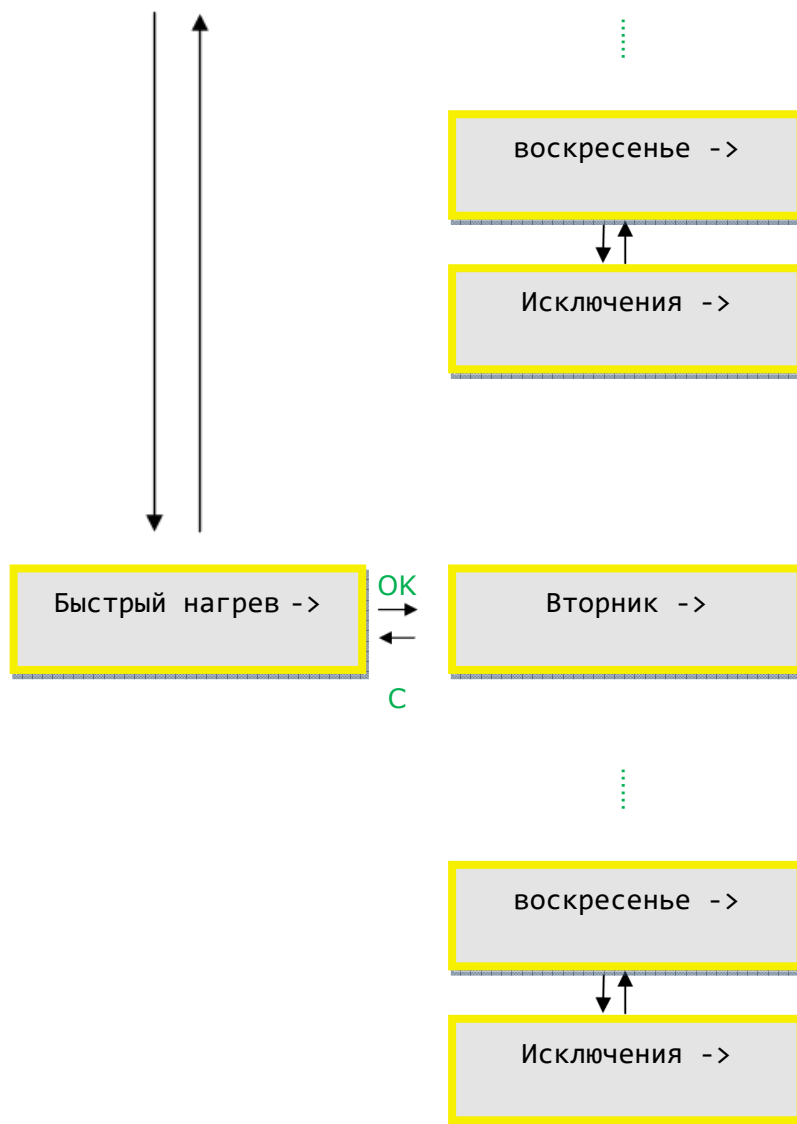 воскресенье ->
Исключения ->
Быстрый нагрев ->
OK
Вторник ->
C
воскресенье ->
Исключения ->